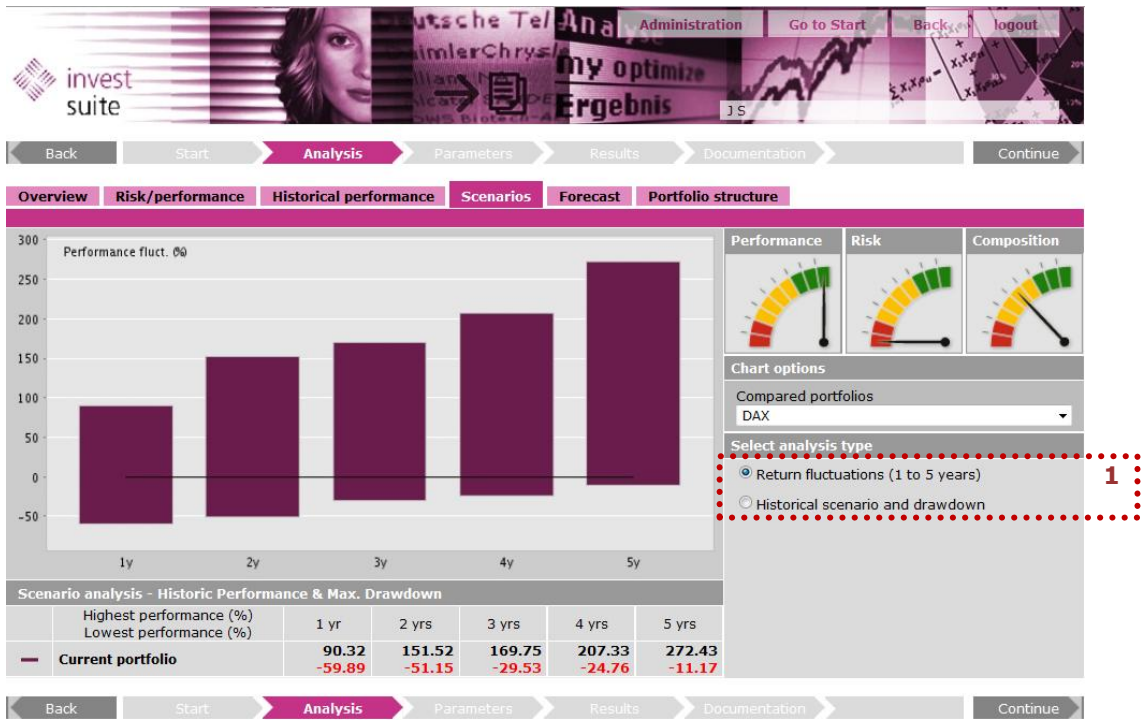 utsche Tel
Analyse
Administration
Go to Start
Back
logout
imlerChrysle
my optimize
Ergebnis
invest
suite
J S
Back
Start
Analysis
Parameters
Results
Documentation
Continue
Overview
Risk/performance
Historical performance
Scenarios
Forecast
Portfolio structure
Performance fluct. (%)
300
250
200
150
100
50
0
-50
1y
2y
3y
4y
5y
Performance
Risk
Composition
Chart options
Compared portfolios
DAX
Select analysis type
Return fluctuations (1 to 5 years)
Historical scenario and drawdown
1
Scenario analysis - Historic Performance & Max. Drawdown
Highest performance (%)
Lowest performance (%)
1 yr
2 yrs
3 yrs
4 yrs
5 yrs
Current portfolio
90.32 151.52 169.75 207.33 272.43
-59.89 -51.15 -29.53 -24.76 -11.17
Back
Start
Analysis
Parameters
Results
Documentation
Continue